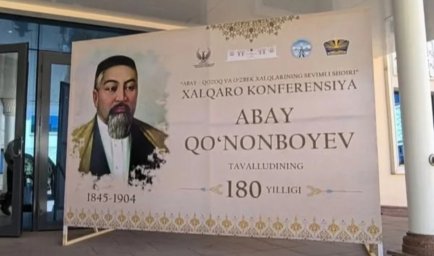 "ABAY – QOZOQ VA O'ZBEK XALQLARINING SEVIMLI SHOIRI"
XALQARO KONFERENSIYA
ABAY
QO‘NONBOYEV
TAVALLUDINING
180 YILLIGI
1845-1904